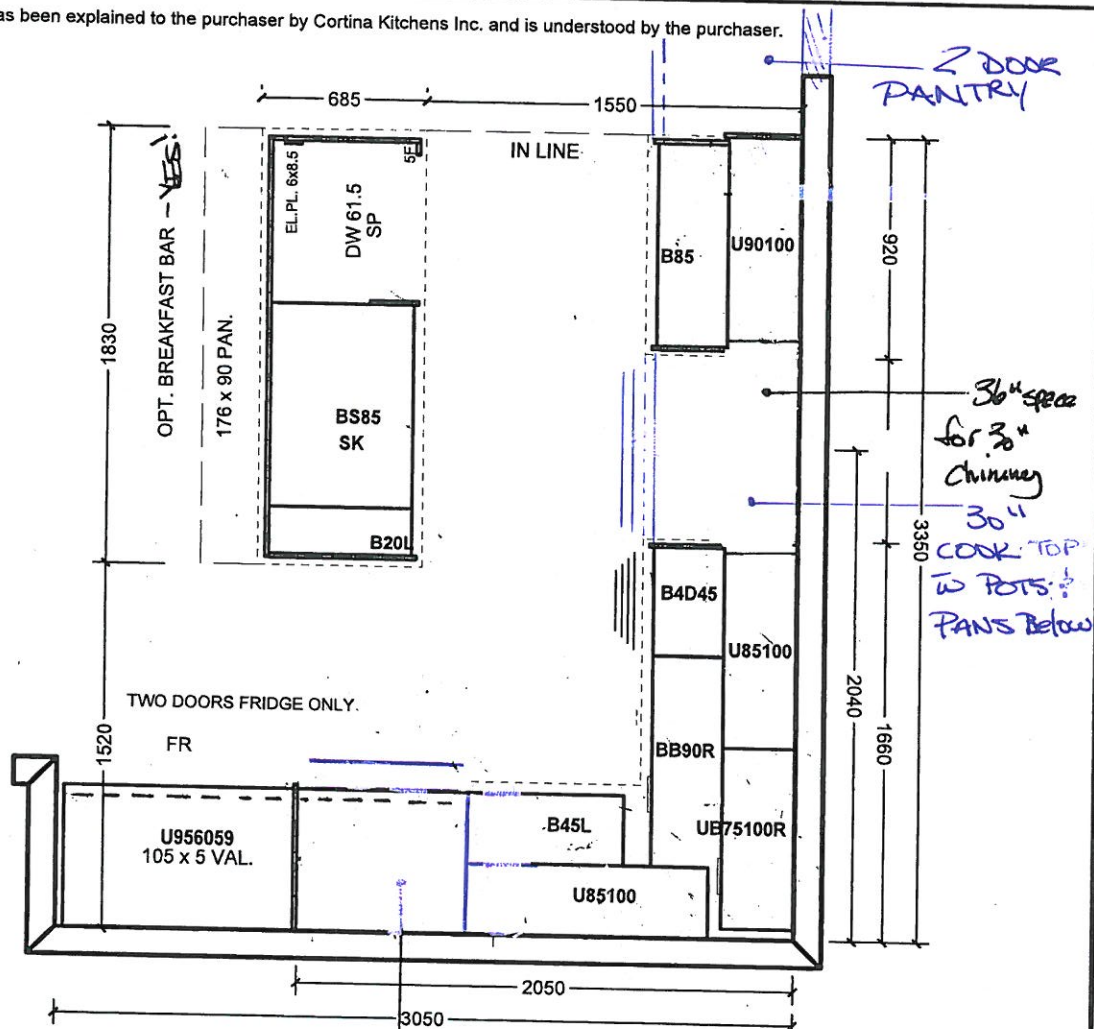 as been explained to the purchaser by Cortina Kitchens Inc. and is understood by the purchaser.
2 DOOR
PANTRY
685
1550
IN LINE
OPT. BREAKFAST BAR - YES!
176 x 90 PAN.
1830
EL.PL. 6x8.5
5F
DW 61.5
SP
B85
U90100
920
BS85
SK
B20L
36" space
for 30"
Chiminy
30"
COOK TOP
W POTS &
PANS Below
3350
B4D45
U85100
2040
1660
TWO DOORS FRIDGE ONLY.
FR
1520
BB90R
UB75100R
U956059
105 x 5 VAL.
B45L
U85100
2050
3050